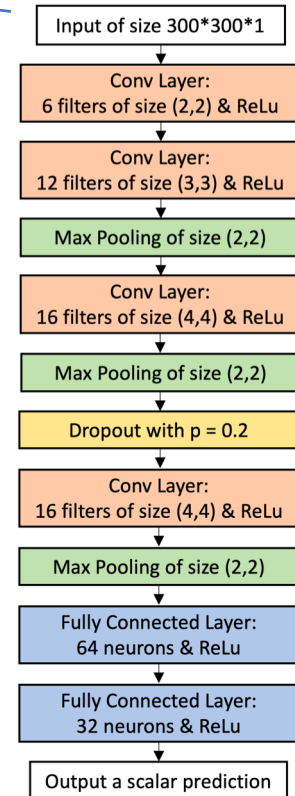 Input of size 300*300*1
Conv Layer:
6 filters of size (2,2) & ReLu
Conv Layer:
12 filters of size (3,3) & ReLu
Max Pooling of size (2,2)
Conv Layer:
16 filters of size (4,4) & ReLu
Max Pooling of size (2,2)
Dropout with p = 0.2
Conv Layer:
16 filters of size (4,4) & ReLu
Max Pooling of size (2,2)
Fully Connected Layer:
64 neurons & ReLu
Fully Connected Layer:
32 neurons & ReLu
Output a scalar prediction